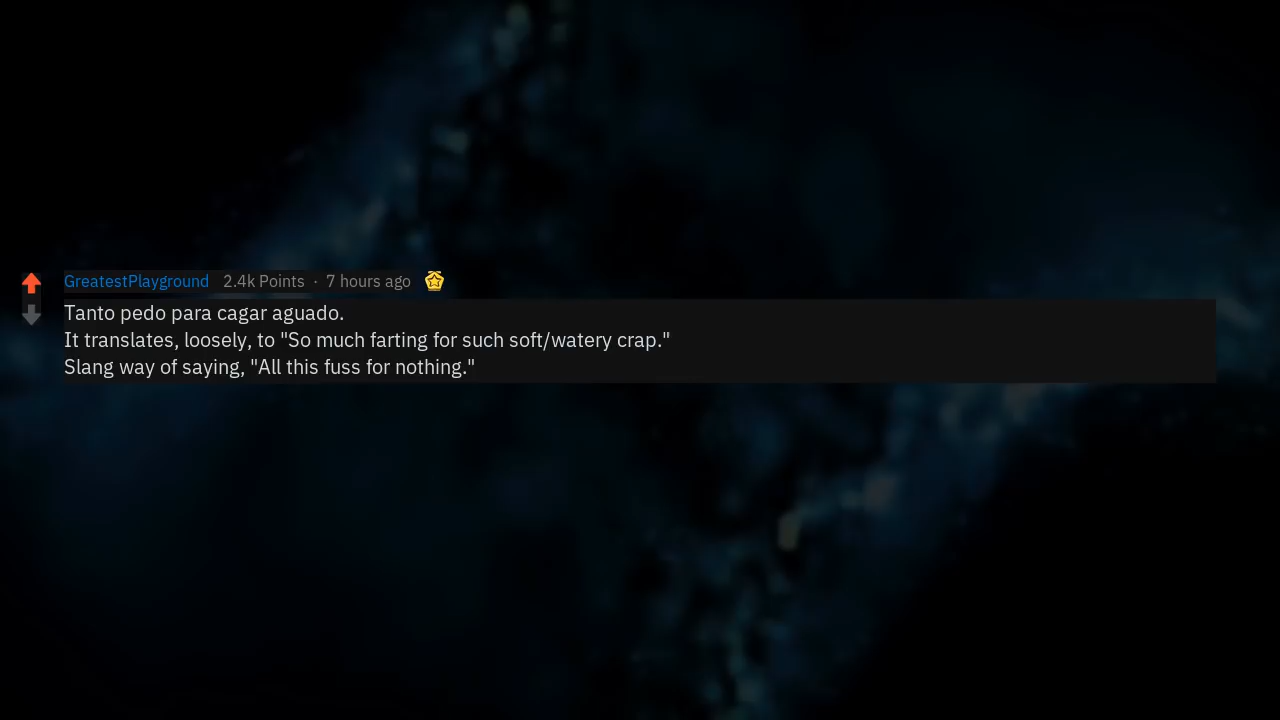 GreatestPlayground 2.4k Points · 7 hours ago
Tanto pedo para cagar aguado.
It translates, loosely, to "So much farting for such soft/watery crap."
Slang way of saying, "All this fuss for nothing."